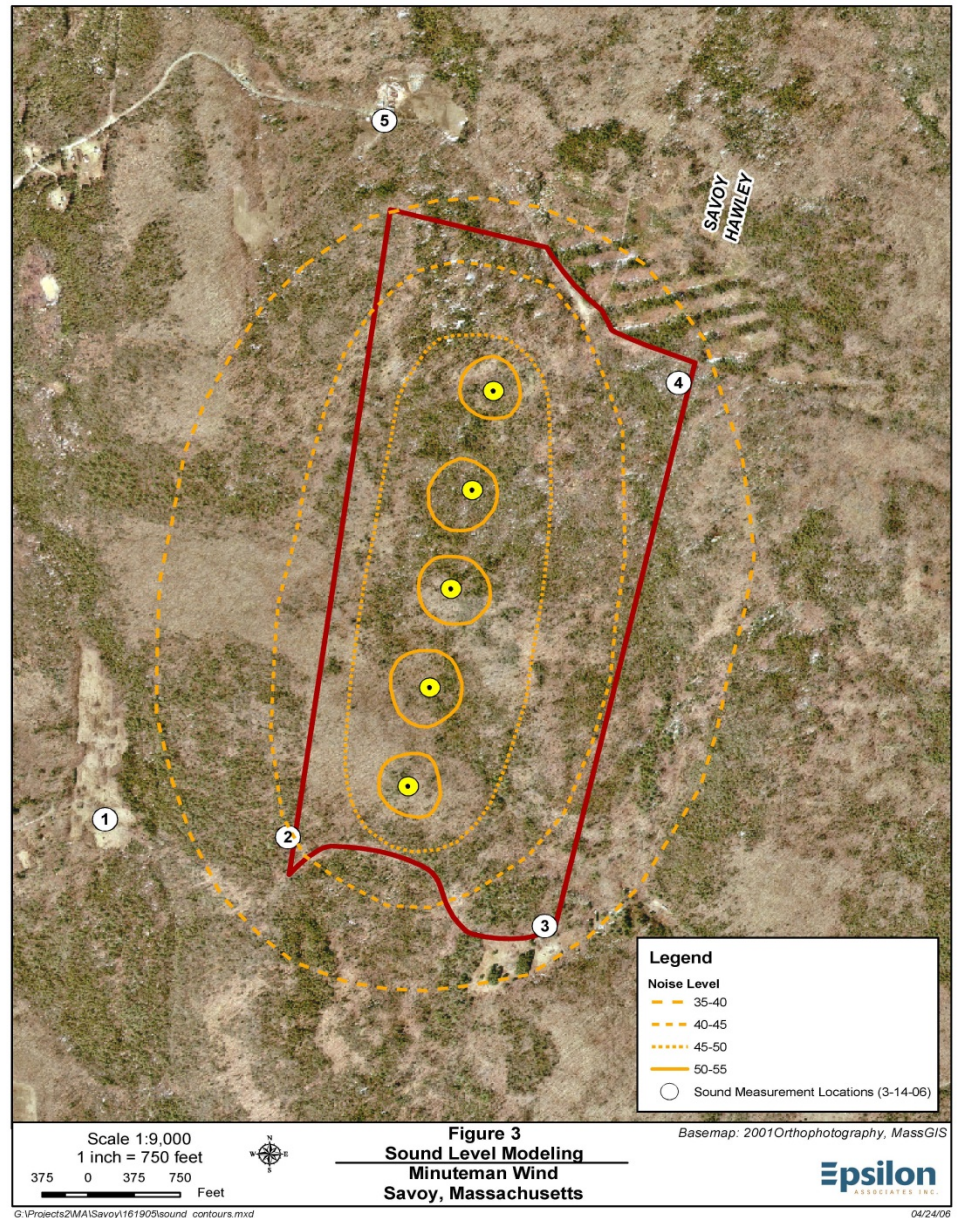 5
SAVOY
HAWLEY
4
1
2
3
Legend
Noise Level
35-40
40-45
45-50
50-55
Sound Measurement Locations (3-14-06)
Scale 1:9,000
1 inch = 750 feet
375 0 375 750
Feet
N
W E
S
Figure 3
Sound Level Modeling
Minuteman Wind
Savoy, Massachusetts
Basemap: 2001Orthophotography, MassGIS
Epsilon
ASSOCIATES INC.
G:\Projects2\MA\Savoy\161905\sound_contours.mxd
04/24/06